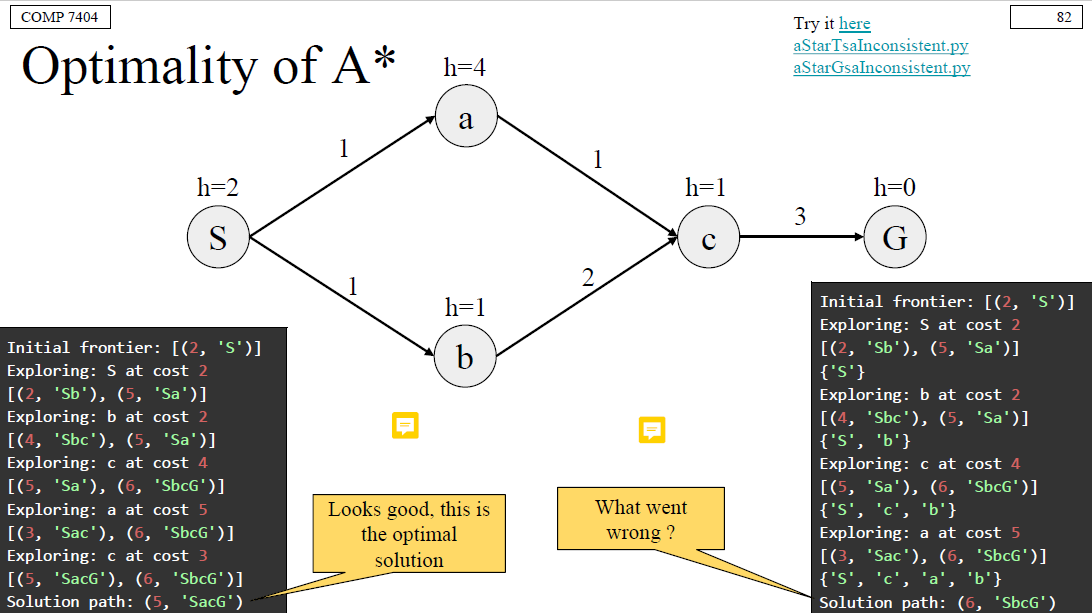 COMP 7404
82
Try it here
aStarTsaInconsistent.py
aStarGsaInconsistent.py
Optimality of A*
h=4
a
1
1
h=2
S
h=1
c
3
h=0
G
1
2
h=1
b
Initial frontier: [(2, 'S')]
Exploring: S at cost 2
[(2, 'Sb'), (5, 'Sa')]
Exploring: b at cost 2
[(4, 'Sbc'), (5, 'Sa')]
Exploring: c at cost 4
[(5, 'Sa'), (6, 'SbcG')]
Exploring: a at cost 5
[(3, 'Sac'), (6, 'SbcG')]
Exploring: c at cost 3
[(5, 'SacG'), (6, 'SbcG')]
Solution path: (5, 'SacG')
Looks good, this is
the optimal
solution
What went
wrong ?
Initial frontier: [(2, 'S')]
Exploring: S at cost 2
[(2, 'Sb'), (5, 'Sa')]
{'S'}
Exploring: b at cost 2
[(4, 'Sbc'), (5, 'Sa')]
{'S', 'b'}
Exploring: c at cost 4
[(5, 'Sa'), (6, 'SbcG')]
{'S', 'c', 'b'}
Exploring: a at cost 5
[(3, 'Sac'), (6, 'SbcG')]
{'S', 'c', 'a', 'b'}
Solution path: (6, 'SbcG')